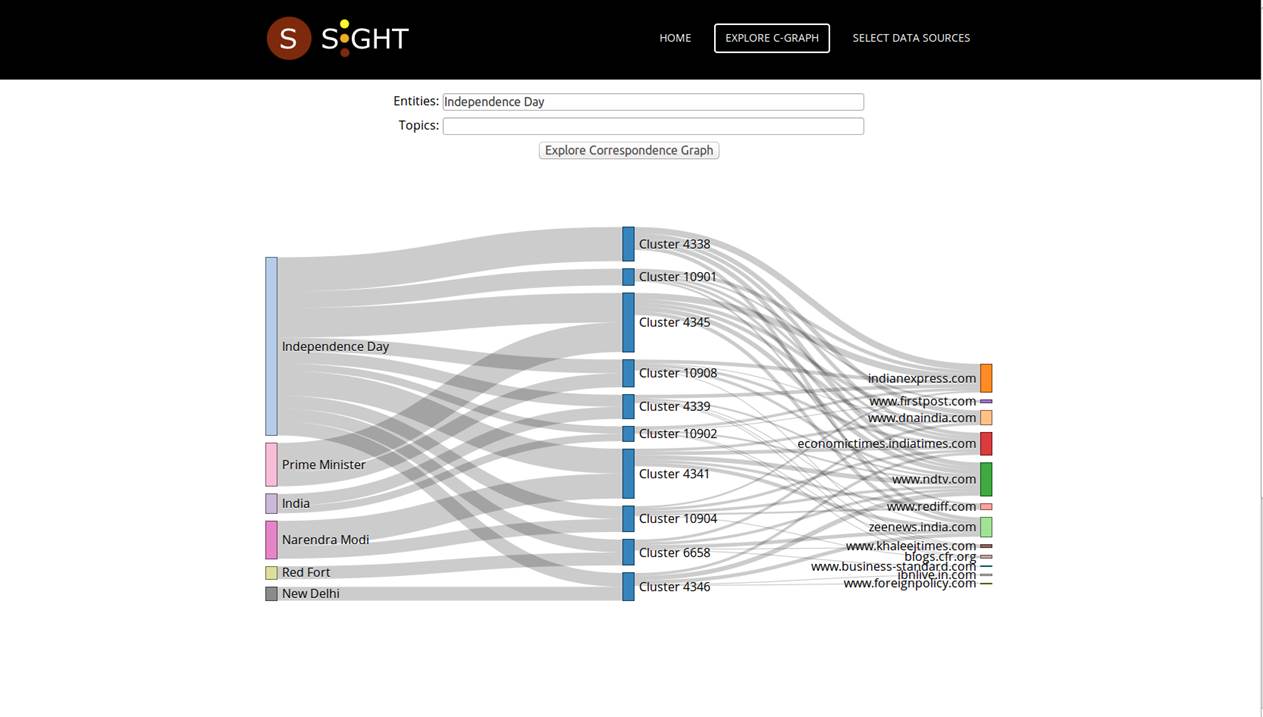 S SIGHT
HOME EXPLORE C-GRAPH SELECT DATA SOURCES
Entities: Independence Day
Topics:
Explore Correspondence Graph
Independence Day
Prime Minister
India
Narendra Modi
Red Fort
New Delhi
Cluster 4338
Cluster 10901
Cluster 4345
Cluster 10908
Cluster 4339
Cluster 10902
Cluster 4341
Cluster 10904
Cluster 6658
Cluster 4346
indianexpress.com
www.firstpost.com
www.dnaindia.com
economictimes.indiatimes.com
www.ndtv.com
www.rediff.com
zeenews.india.com
www.khaleejtimes.com
blogs.cfr.org
www.business-standard.com
ibnlive.in.com
www.foreignpolicy.com